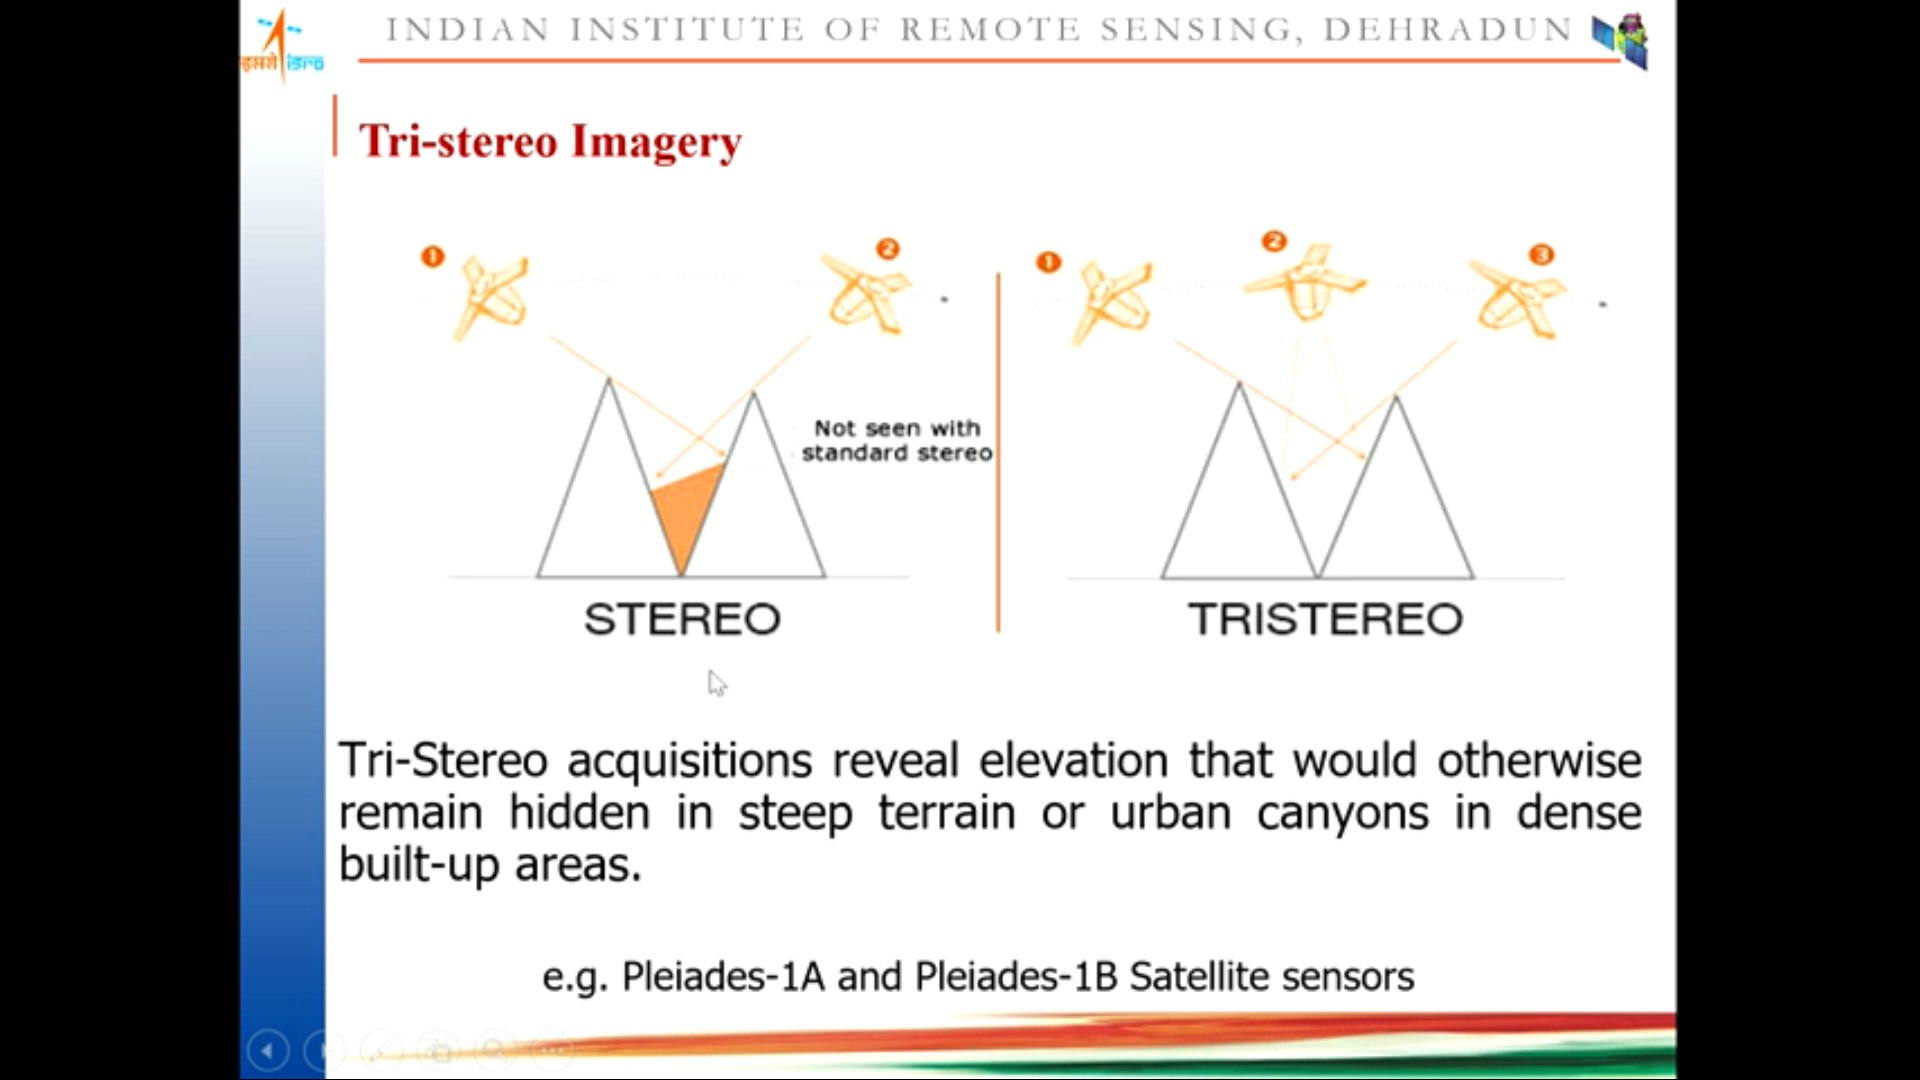 INDIAN INSTITUTE OF REMOTE SENSING, DEHRADUN
इसरो isro
Tri-stereo Imagery
1
2
1
2
3
Not seen with
standard stereo
STEREO
TRISTEREO
Tri-Stereo acquisitions reveal elevation that would otherwise
remain hidden in steep terrain or urban canyons in dense
built-up areas.
e.g. Pleiades-1A and Pleiades-1B Satellite sensors